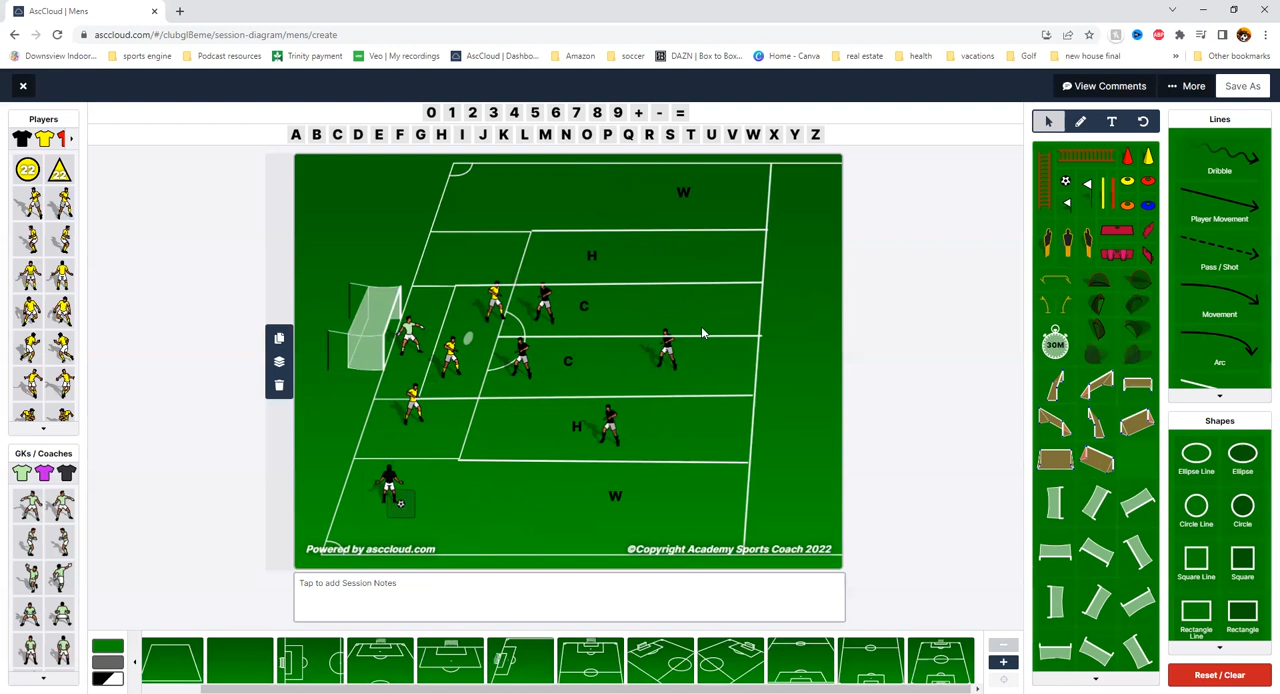 AscCloud | Mens
asccloud.com/#/clubglBeme/session-diagram/mens/create
Downsview Indoor...
sports engine
Podcast resources
Trinity payment
Veo | My recordings
AscCloud | Dashbo...
Amazon
soccer
DAZN | Box to Box...
Home - Canva
real estate
health
vacations
Golf
new house final
Other bookmarks
View Comments
More
Save As
Players
0 1 2 3 4 5 6 7 8 9 + - =
A B C D E F G H I J K L M N O P Q R S T U V W X Y Z
Lines
22
22
Dribble
Player Movement
Pass / Shot
Movement
Arc
W
H
C
C
H
W
30M
GKs / Coaches
Shapes
Ellipse Line
Ellipse
Circle Line
Circle
Square Line
Square
Rectangle Line
Rectangle
Powered by asccloud.com
©Copyright Academy Sports Coach 2022
Tap to add Session Notes
Reset / Clear